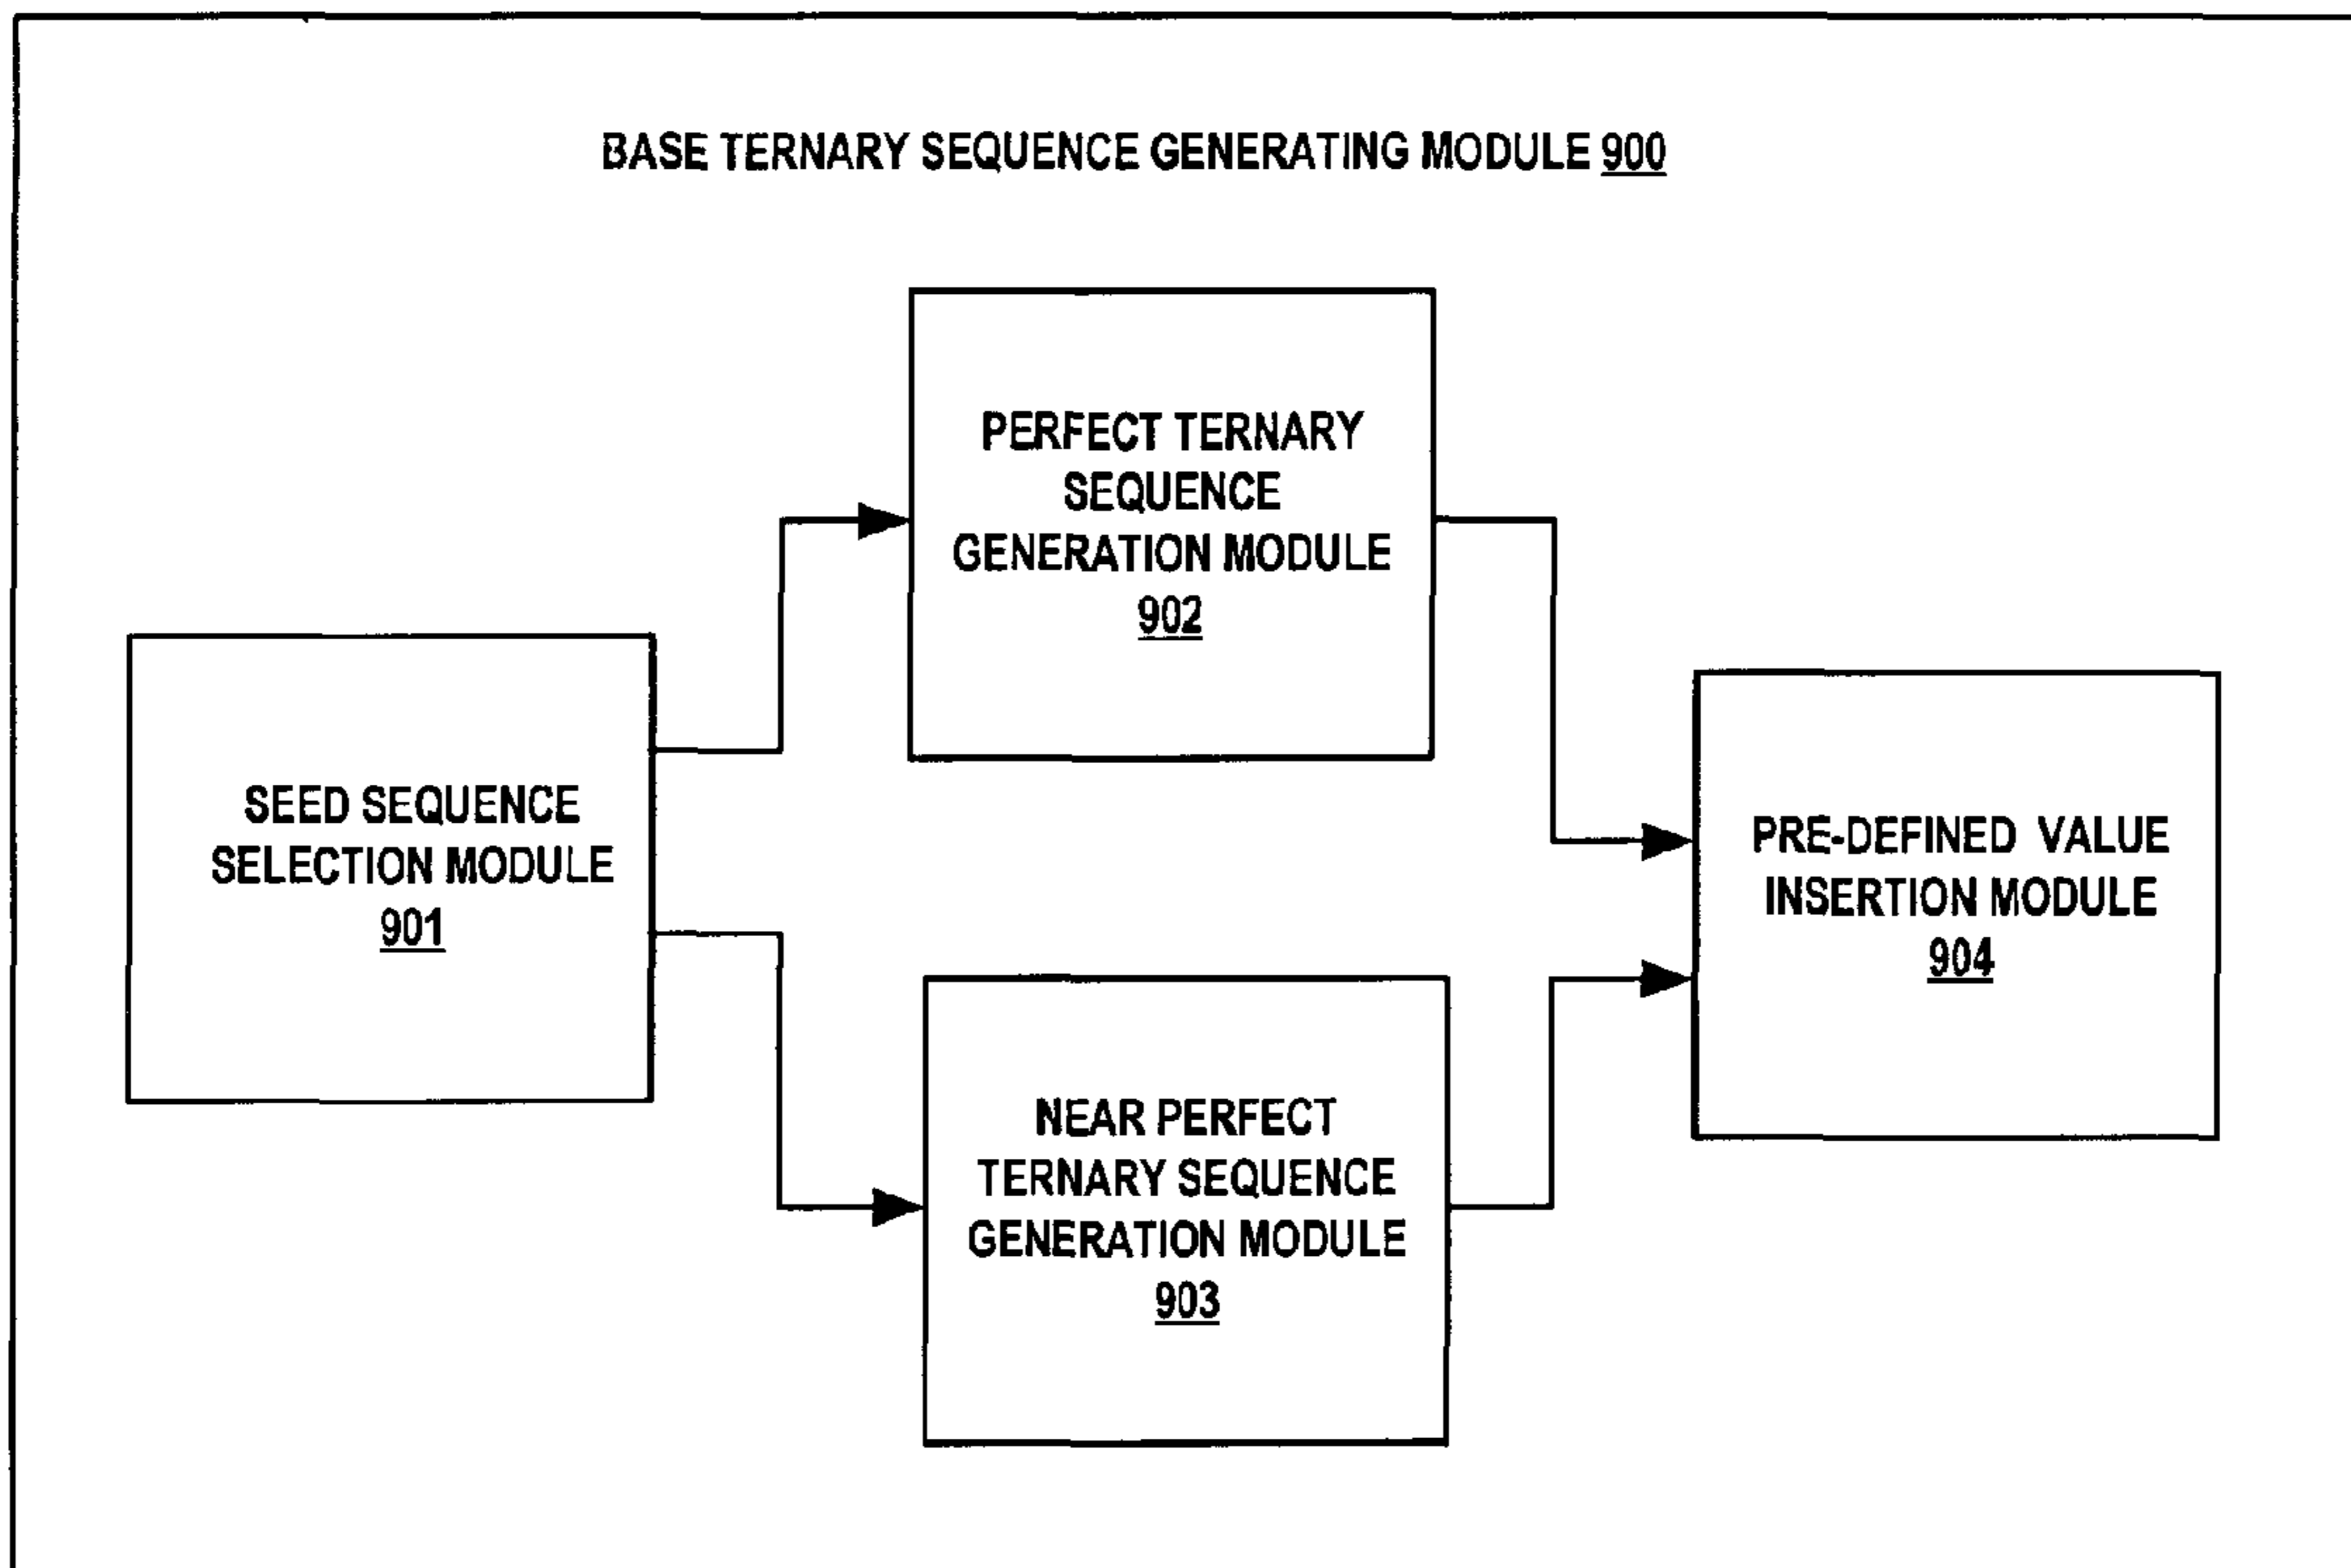 BASE TERNARY SEQUENCE GENERATING MODULE 900
PERFECT TERNARY
SEQUENCE
GENERATION MODULE
902
SEED SEQUENCE
SELECTION MODULE
901
PRE-DEFINED VALUE
INSERTION MODULE
904
NEAR PERFECT
TERNARY SEQUENCE
GENERATION MODULE
903